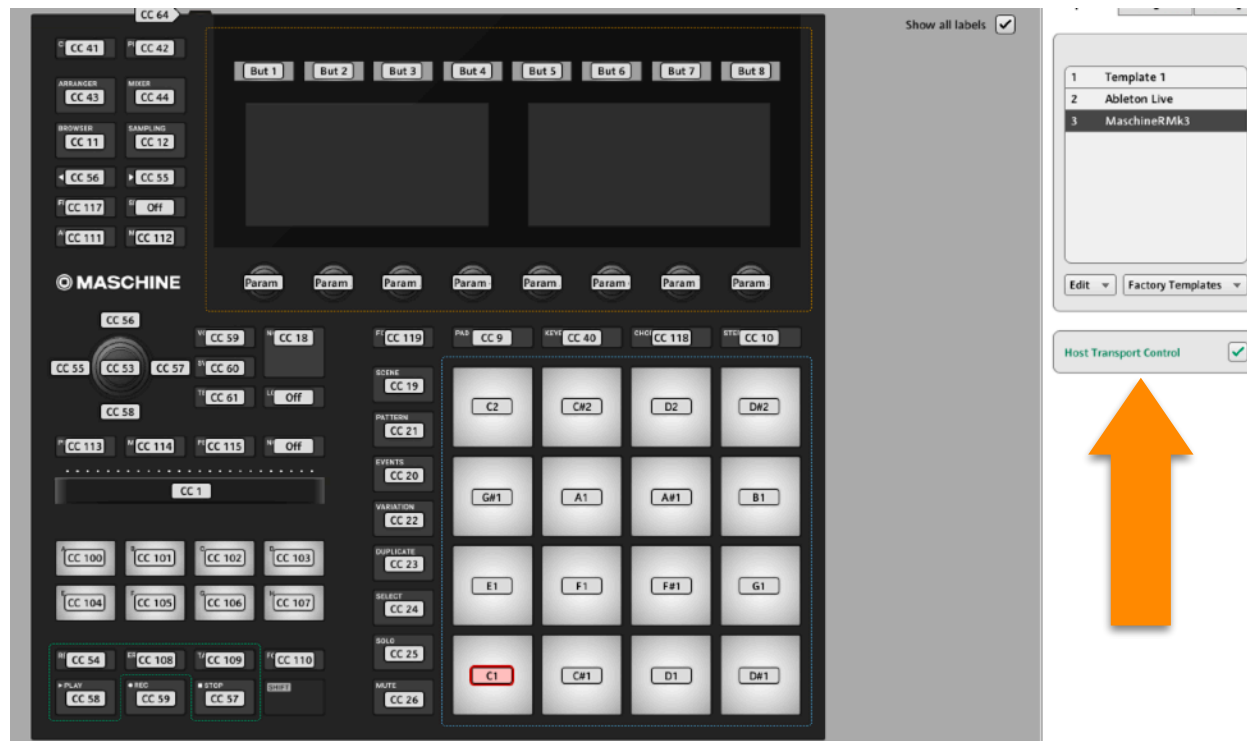 CC 64
Show all labels
CC 41 CC 42
But 1 But 2 But 3 But 4 But 5 But 6 But 7 But 8
1 Template 1
ARRANGER MIXER
CC 43 CC 44
2 Ableton Live
3 MaschineRMk3
BROWSER SAMPLING
CC 11 CC 12
CC 56 CC 55
CC 117 Off
CC 111 CC 112
MASCHINE
Param Param Param Param Param Param Param Param
Edit Factory Templates
CC 56
CC 59 CC 18 CC 119 PAD CC 9 CC 40 CC 118 CC 10
Host Transport Control
CC 55 CC 53 CC 57 CC 60
SCENE
CC 19
CC 61 Off
CC 58
C2 C#2 D2 D#2
PATTERN
CC 21
CC 113 CC 114 CC 115 Off
EVENTS
CC 20
CC 1
G#1 A1 A#1 B1
VARIATION
CC 22
CC 100 CC 101 CC 102 CC 103
DUPLICATE
CC 23
E1 F1 F#1 G1
CC 104 CC 105 CC 106 CC 107
SELECT
CC 24
SOLO
CC 25
CC 54 CC 108 CC 109 CC 110
C1 C#1 D1 D#1
PLAY REC STOP SHIFT
CC 58 CC 59 CC 57
MUTE
CC 26